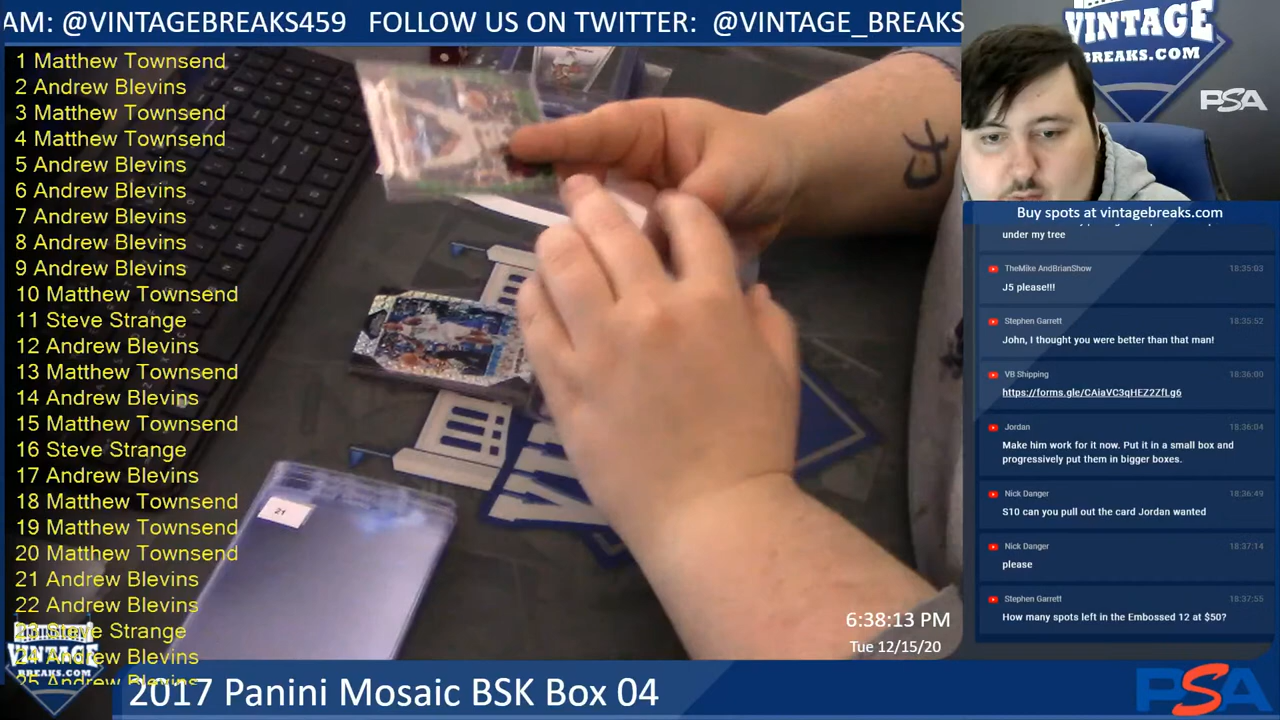 AM: @VINTAGEBREAKS459 FOLLOW US ON TWITTER: @VINTAGE_BREAKS
VINTAGE
BREAKS.COM
PSA
1 Matthew Townsend
2 Andrew Blevins
3 Matthew Townsend
4 Matthew Townsend
5 Andrew Blevins
6 Andrew Blevins
7 Andrew Blevins
8 Andrew Blevins
9 Andrew Blevins
10 Matthew Townsend
11 Steve Strange
12 Andrew Blevins
13 Matthew Townsend
14 Andrew Blevins
15 Matthew Townsend
16 Steve Strange
17 Andrew Blevins
18 Matthew Townsend
19 Matthew Townsend
20 Matthew Townsend
21 Andrew Blevins
22 Andrew Blevins
23 Steve Strange
24 Andrew Blevins
25 Andrew Blevins
21
Buy spots at vintagebreaks.com
under my tree
TheMike AndBrianShow 18:35:03
J5 please!!!
Stephen Garrett 18:35:52
John, I thought you were better than that man!
VB Shipping 18:36:00
https://forms.gle/CAiaVC3qHEZ2ZfLg6
Jordan 18:36:04
Make him work for it now. Put it in a small box and
progressively put them in bigger boxes.
Nick Danger 18:36:49
S10 can you pull out the card Jordan wanted
Nick Danger 18:37:14
please
Stephen Garrett 18:37:55
How many spots left in the Embossed 12 at $50?
6:38:13 PM
Tue 12/15/20
VINTAGE
BREAKS.COM
2017 Panini Mosaic BSK Box 04
PSA